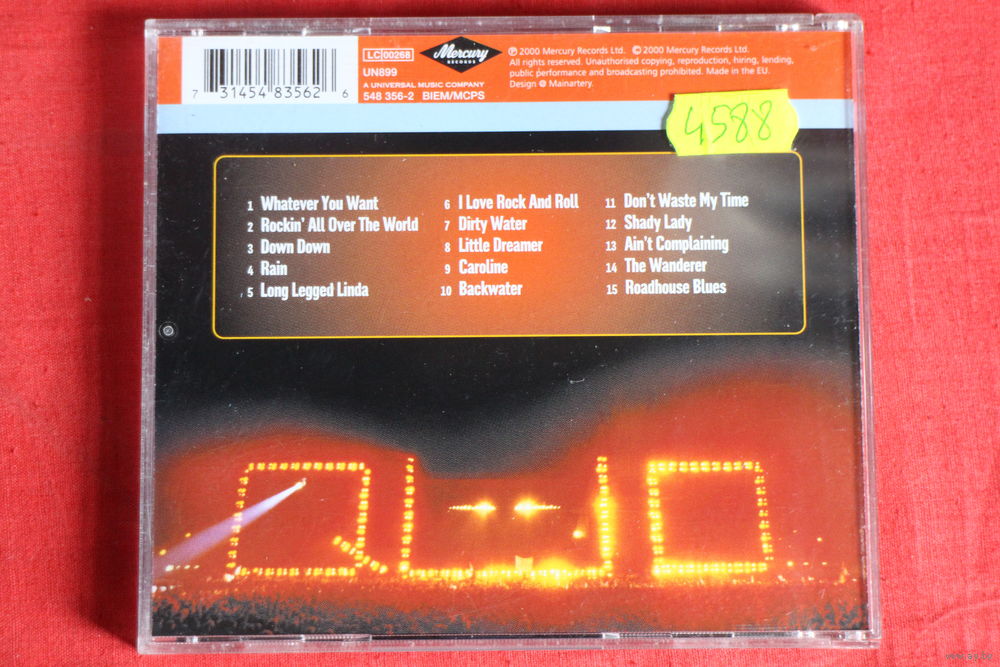 7 31454 83562 6
LC 00268
UN899
A UNIVERSAL MUSIC COMPANY
548 356-2 BIEM/MCPS
Mercury
RECORDS
℗ 2000 Mercury Records Ltd. © 2000 Mercury Records Ltd.
All rights reserved. Unauthorised copying, reproduction, hiring, lending,
public performance and broadcasting prohibited. Made in the EU.
Design @ Mainartery.
4588
1 Whatever You Want
2 Rockin' All Over The World
3 Down Down
4 Rain
5 Long Legged Linda
6 I Love Rock And Roll
7 Dirty Water
8 Little Dreamer
9 Caroline
10 Backwater
11 Don't Waste My Time
12 Shady Lady
13 Ain't Complaining
14 The Wanderer
15 Roadhouse Blues
QUO